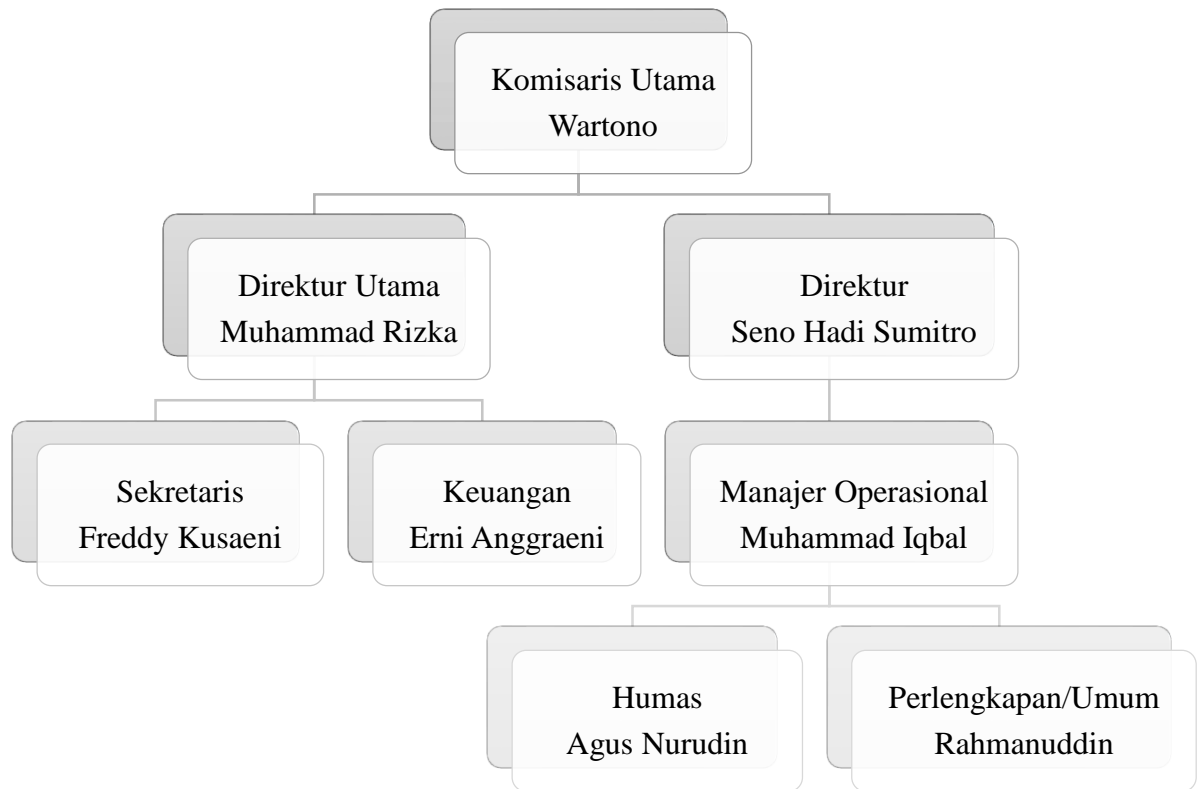 Komisaris Utama
Wartono
Direktur Utama
Muhammad Rizka
Direktur
Seno Hadi Sumitro
Sekretaris
Freddy Kusaeni
Keuangan
Erni Anggraeni
Manajer Operasional
Muhammad Iqbal
Humas
Agus Nurudin
Perlengkapan/Umum
Rahmanuddin